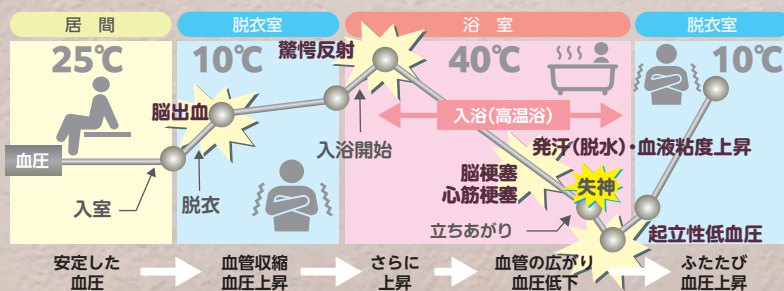 居間
脱衣室
浴室
脱衣室
25℃
10℃
驚愕反射
40℃
10℃
脳出血
入浴（高温浴）
入浴開始
発汗（脱水）・血液粘度上昇
血圧
脳梗塞
心筋梗塞
失神
入室
脱衣
立ちあがり
起立性低血圧
安定した
血圧
血管収縮
血圧上昇
さらに
上昇
血管の広がり
血圧低下
ふたたび
血圧上昇